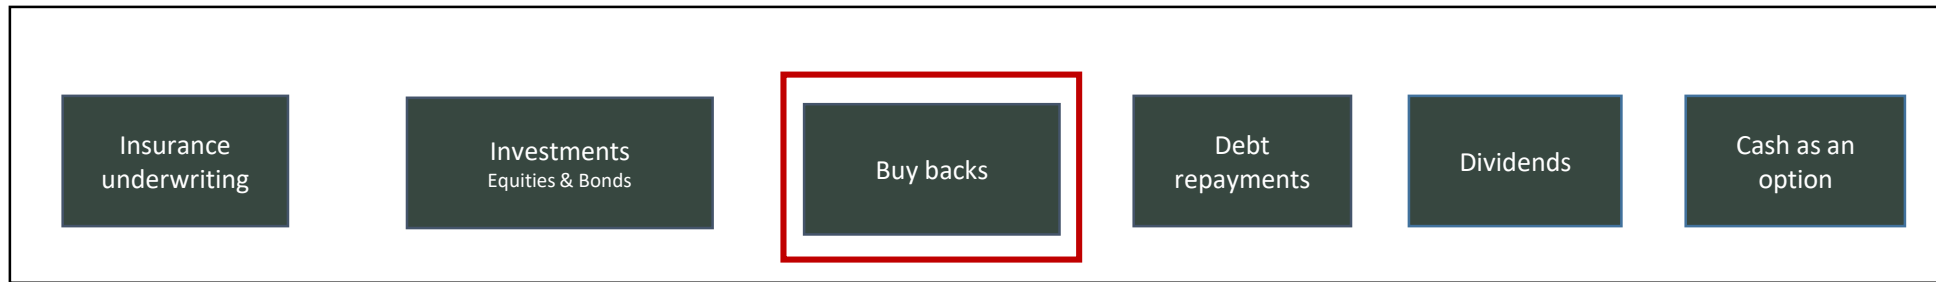 Insurance
underwriting
Investments
Equities & Bonds
Buy backs
Debt
repayments
Dividends
Cash as an
option